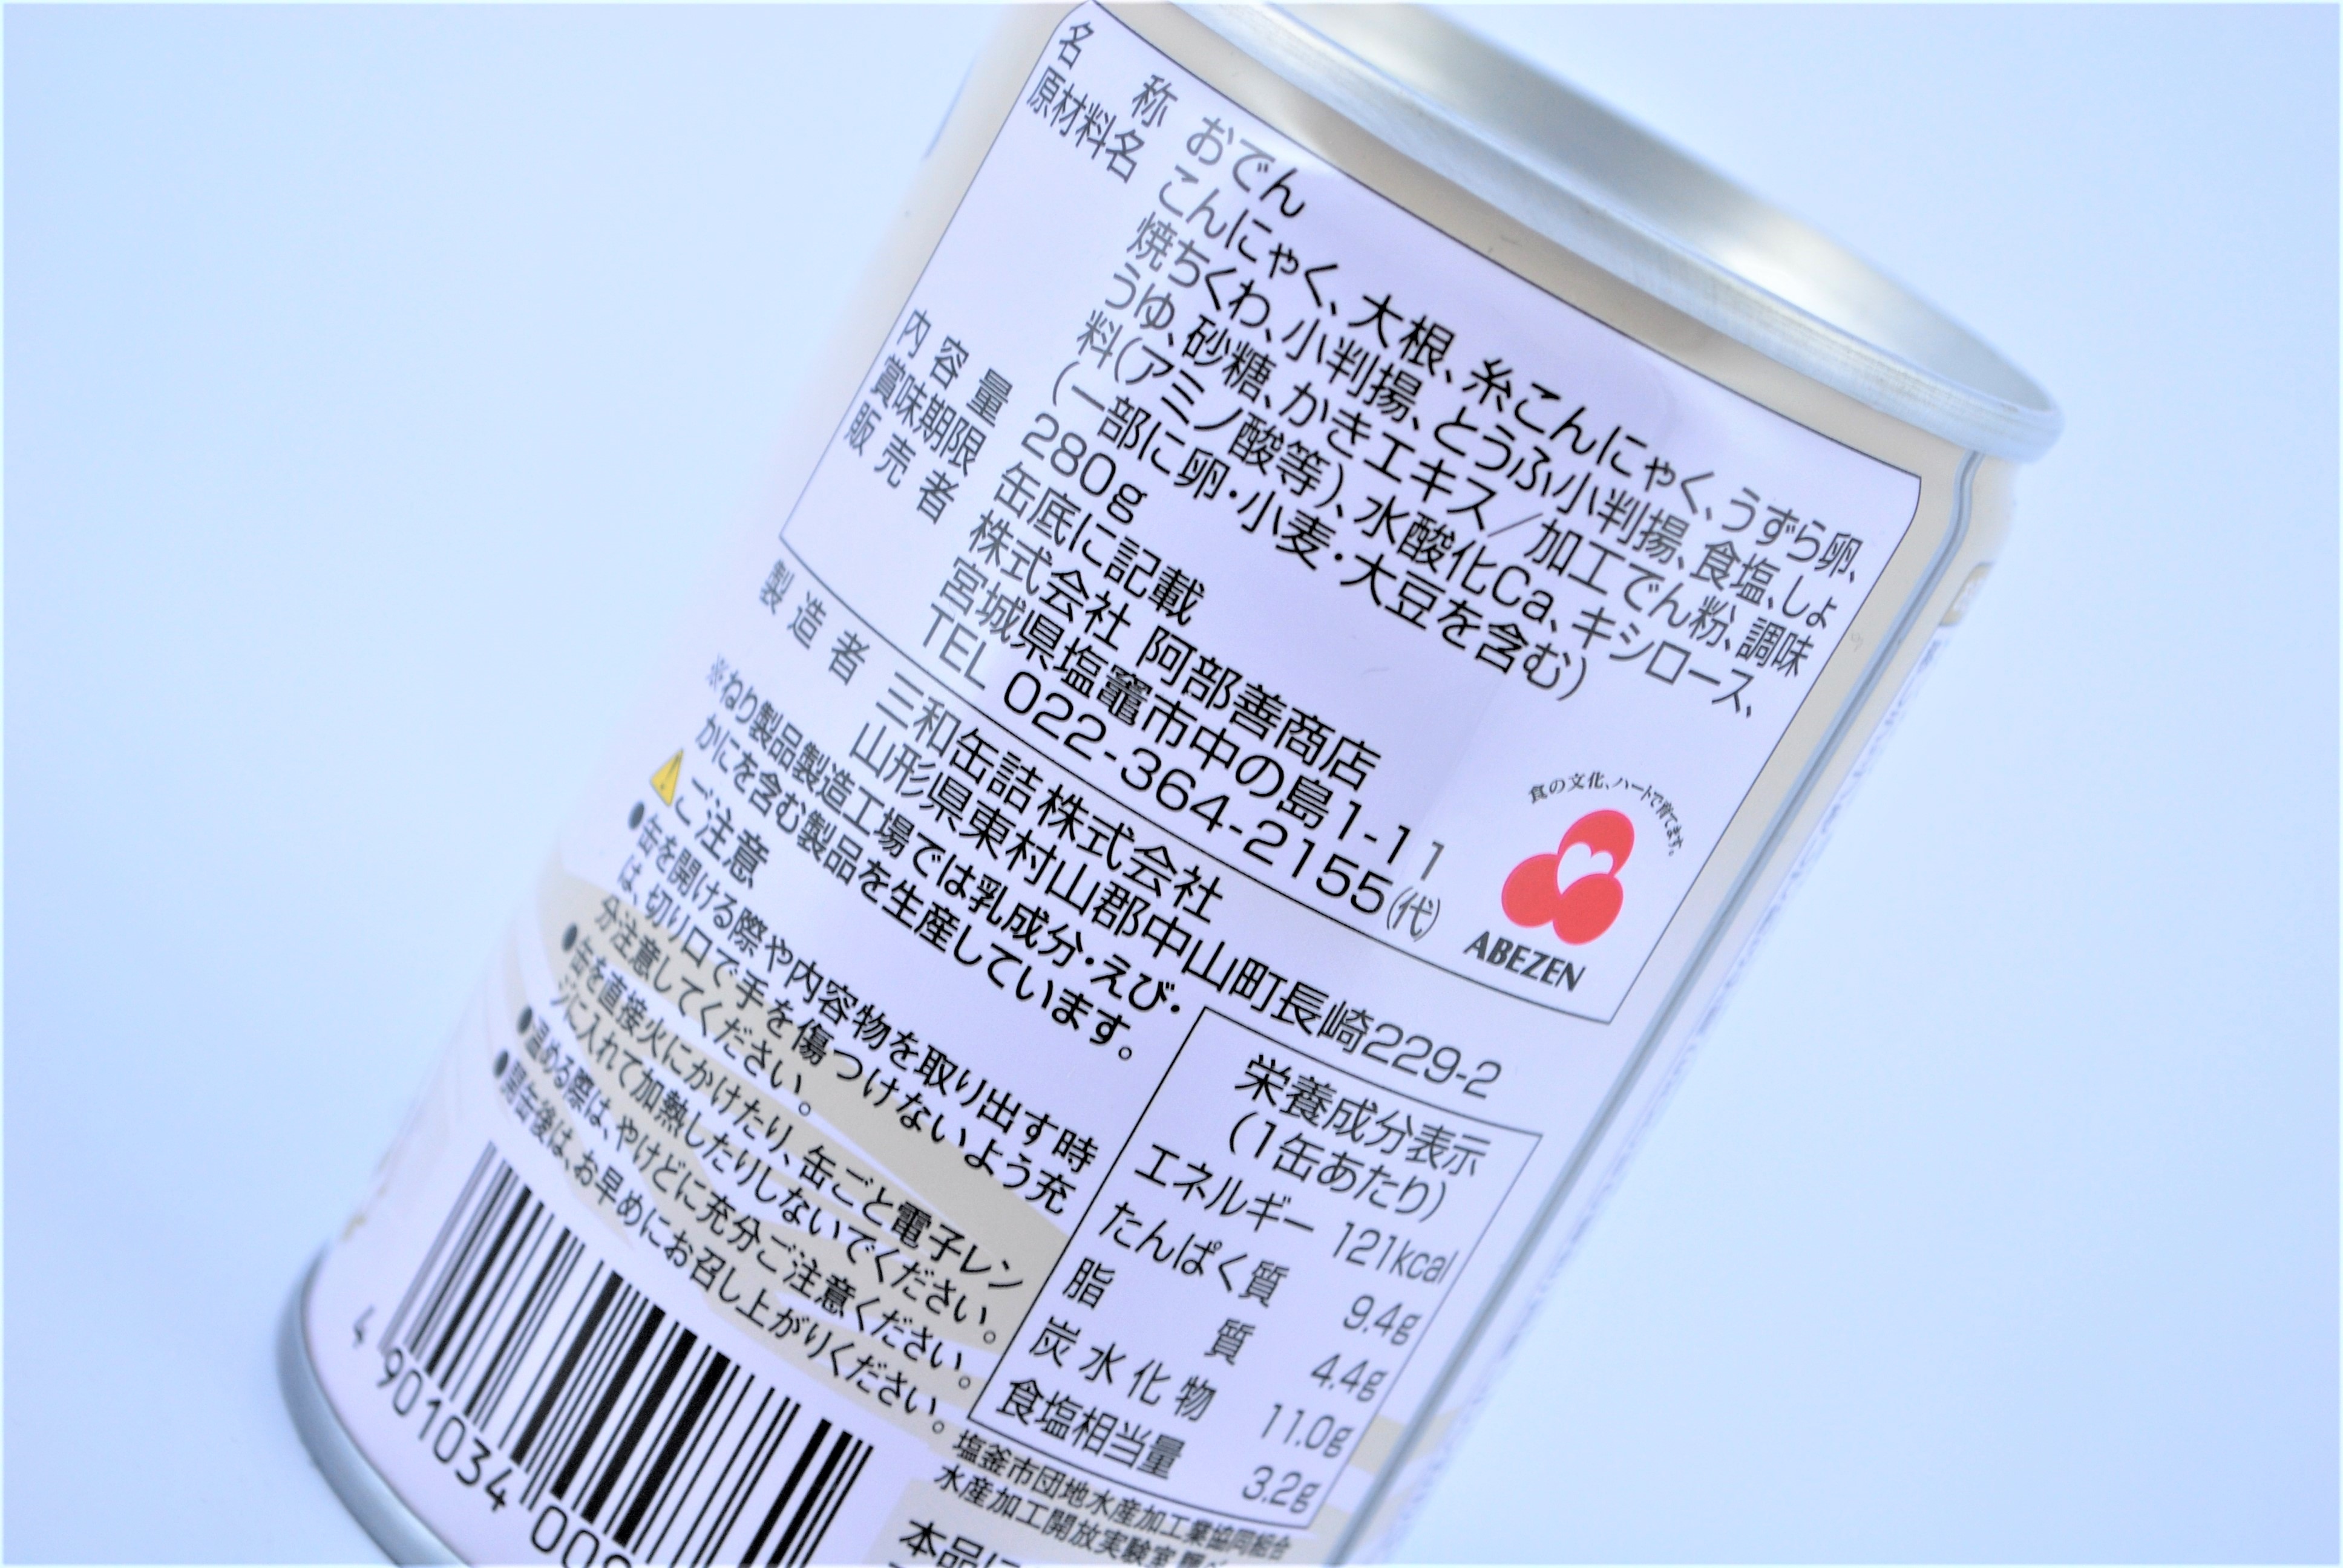 名称 おでん
原材料名 こんにゃく、大根、糸こんにゃく、うずら卵、
焼ちくわ、小判揚、とうふ小判揚、食塩、しょ
うゆ、砂糖、かきエキス／加工でん粉、調味
料(アミノ酸等)、水酸化Ca、キシロース、
(一部に卵・小麦・大豆を含む)
内容量 280g
賞味期限 缶底に記載
販売者 株式会社 阿部善商店
宮城県塩竈市中の島1-11
TEL 022-364-2155(代)
食の文化、ハートで育てます。
ABEZEN
製造者 三和缶詰株式会社
山形県東村山郡中山町長崎229-2
※ねり製品製造工場では乳成分・えび・
かにを含む製品を生産しています。
ご注意
●缶を開ける際や内容物を取り出す時
は、切り口で手を傷つけないよう充
分注意してください。
●缶を直接火にかけたり、缶ごと電子レン
ジに入れて加熱したりしないでください。
●温める際は、やけどに充分ご注意ください。
●開缶後は、お早めにお召し上がりください。
栄養成分表示
(1缶あたり)
エネルギー 121kcal
たんぱく質 9.4g
脂質 4.4g
炭水化物 11.0g
食塩相当量 3.2g
塩釜市団地水産加工業協同組合
水産加工開放実験室
本品に
4 901034 00